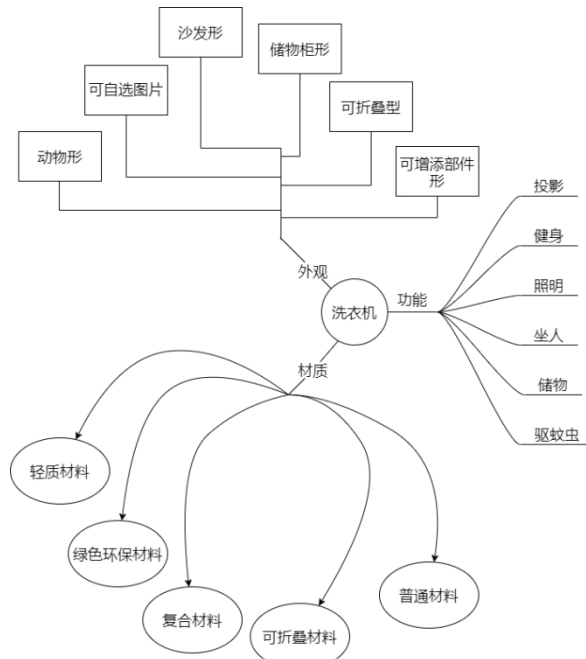 沙发形
储物柜形
可自选图片
可折叠型
动物形
可增添部件
形
投影
健身
外观
照明
功能
洗衣机
坐人
材质
储物
驱蚊虫
轻质材料
绿色环保材料
普通材料
复合材料
可折叠材料